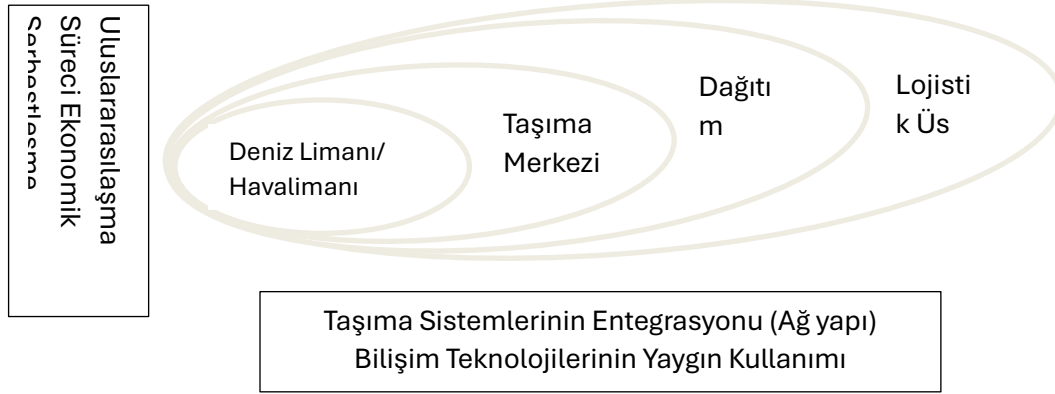 Uluslararasılaşma
Süreci Ekonomik
Deniz Limanı/
Havalimanı
Taşıma
Merkezi
Dağıtı
m
Lojisti
k Üs
Taşıma Sistemlerinin Entegrasyonu (Ağ yapı)
Bilişim Teknolojilerinin Yaygın Kullanımı